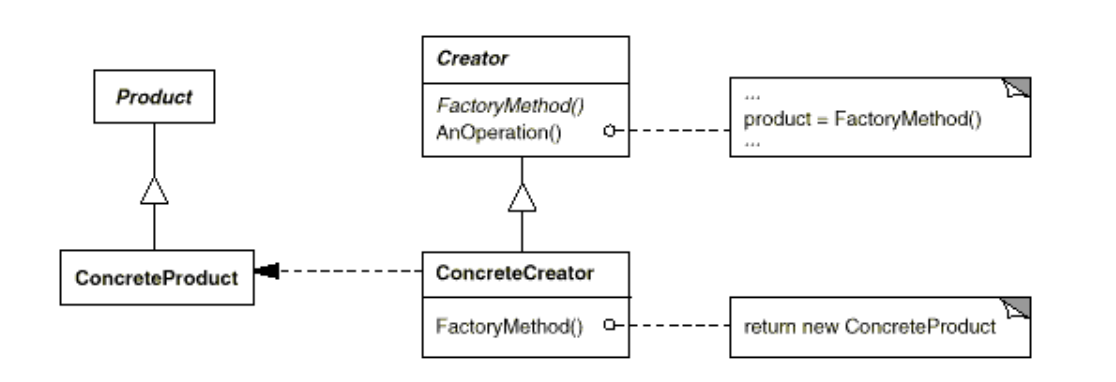 Product
ConcreteProduct
Creator
FactoryMethod()
AnOperation()
...
product = FactoryMethod()
...
ConcreteCreator
FactoryMethod()
return new ConcreteProduct